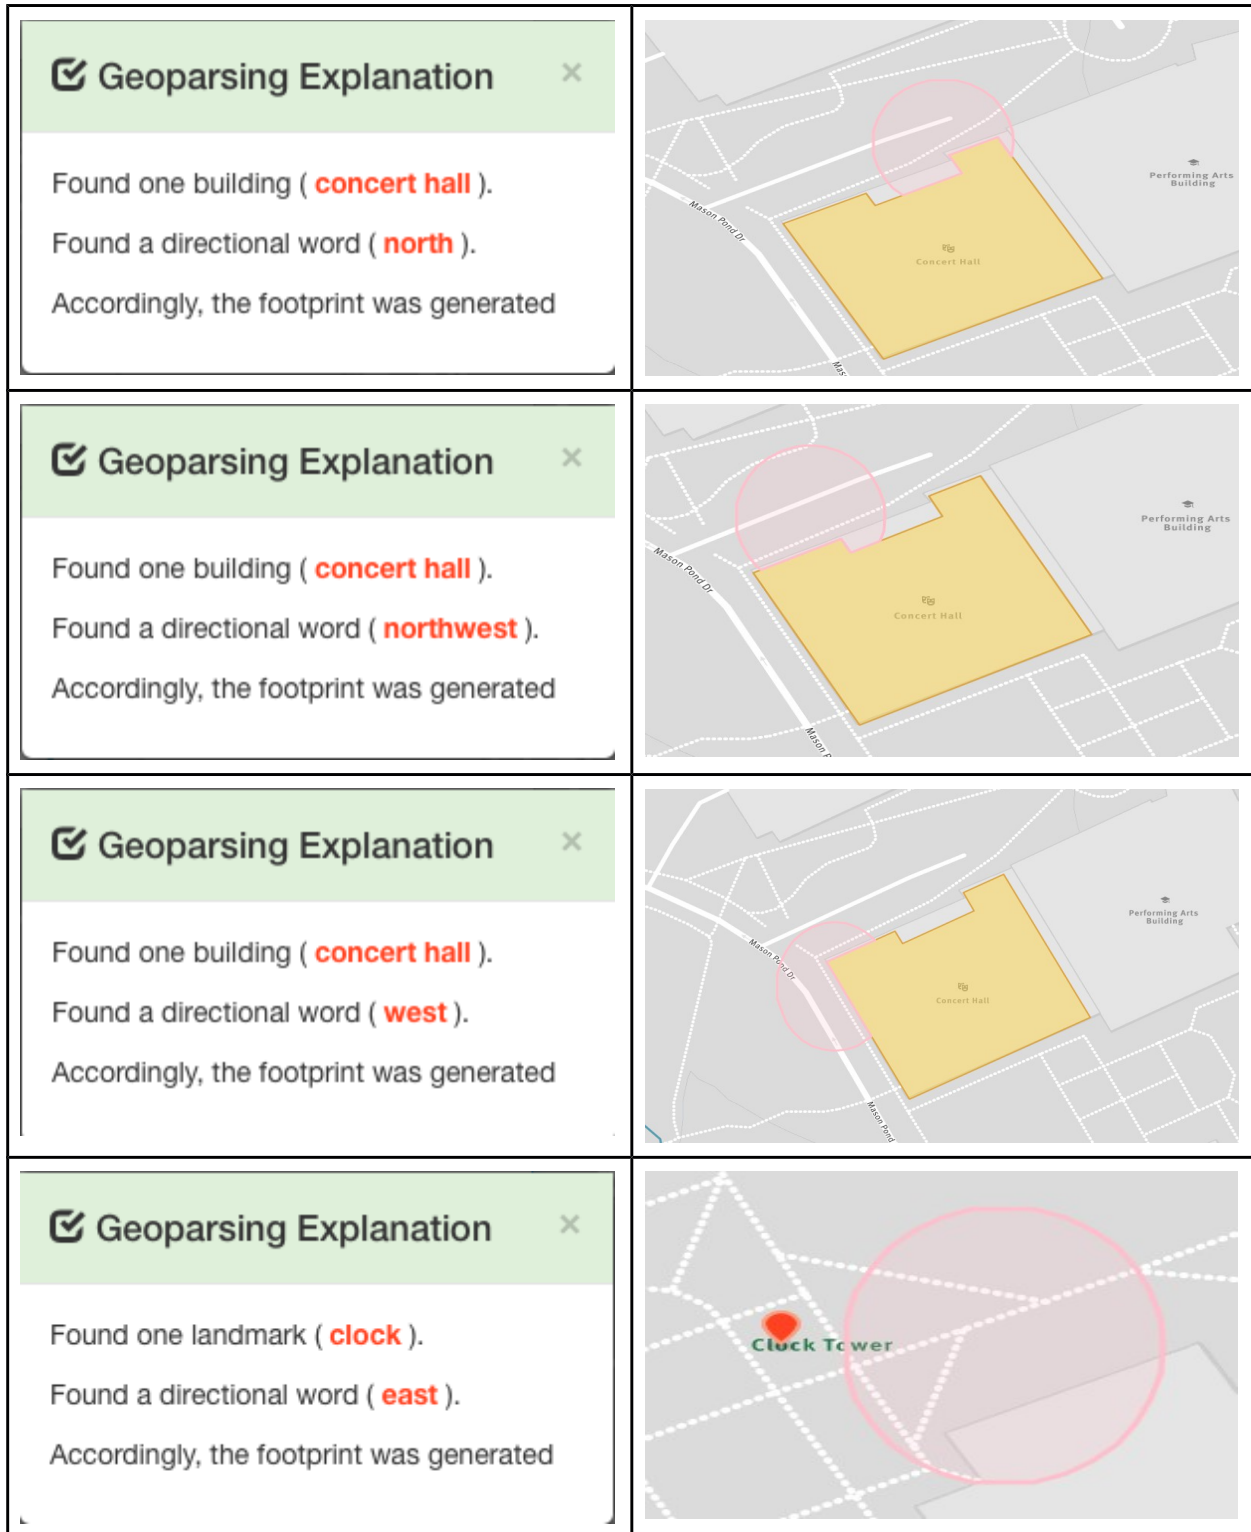 Geoparsing Explanation ×
Found one building ( concert hall ).
Found a directional word ( north ).
Accordingly, the footprint was generated
Performing Arts
Building
Mason Pond Dr
Concert Hall
Mas
Geoparsing Explanation ×
Found one building ( concert hall ).
Found a directional word ( northwest ).
Accordingly, the footprint was generated
Performing Arts
Building
Mason Pond Dr
Concert Hall
Mason P
Geoparsing Explanation ×
Found one building ( concert hall ).
Found a directional word ( west ).
Accordingly, the footprint was generated
Performing Arts
Building
Mason Pond Dr
Concert Hall
Mason Pond
Geoparsing Explanation ×
Found one landmark ( clock ).
Found a directional word ( east ).
Accordingly, the footprint was generated
Clock Tower